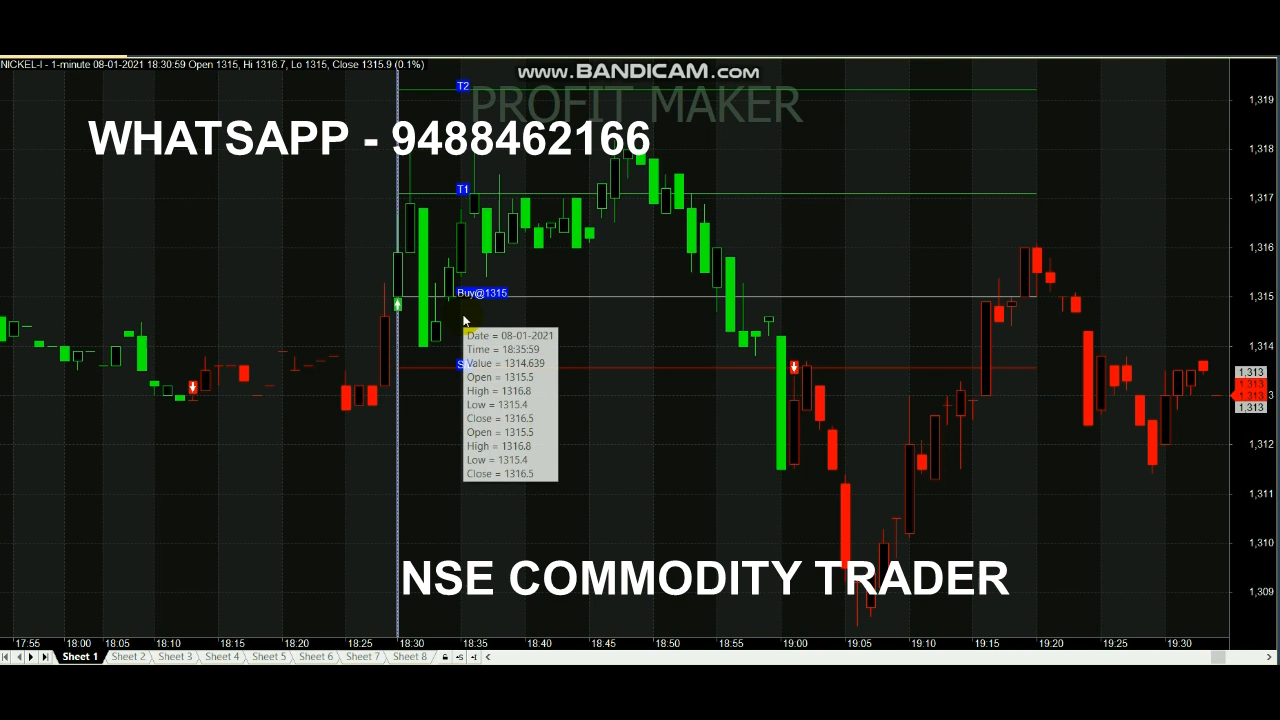 NICKEL-I - 1-minute 08-01-2021 18:30:59 Open 1315, Hi 1316.7, Lo 1315, Close 1315.9 (0.1%)
www.BANDICAM.com
T2
PROFIT MAKER
WHATSAPP - 9488462166
T1
Buy@1315
S
Date = 08-01-2021
Time = 18:35:59
Value = 1314.639
Open = 1315.5
High = 1316.8
Low = 1315.4
Close = 1316.5
Open = 1315.5
High = 1316.8
Low = 1315.4
Close = 1316.5
1,319
1,318
1,317
1,316
1,315
1,314
1,313
1,313
1,313
3
1,313
1,312
1,311
1,310
1,309
NSE COMMODITY TRADER
17:55 18:00 18:05 18:10 18:15 18:20 18:25 18:30 18:35 18:40 18:45 18:50 18:55 19:00 19:05 19:10 19:15 19:20 19:25 19:30
Sheet 1 Sheet 2 Sheet 3 Sheet 4 Sheet 5 Sheet 6 Sheet 7 Sheet 8